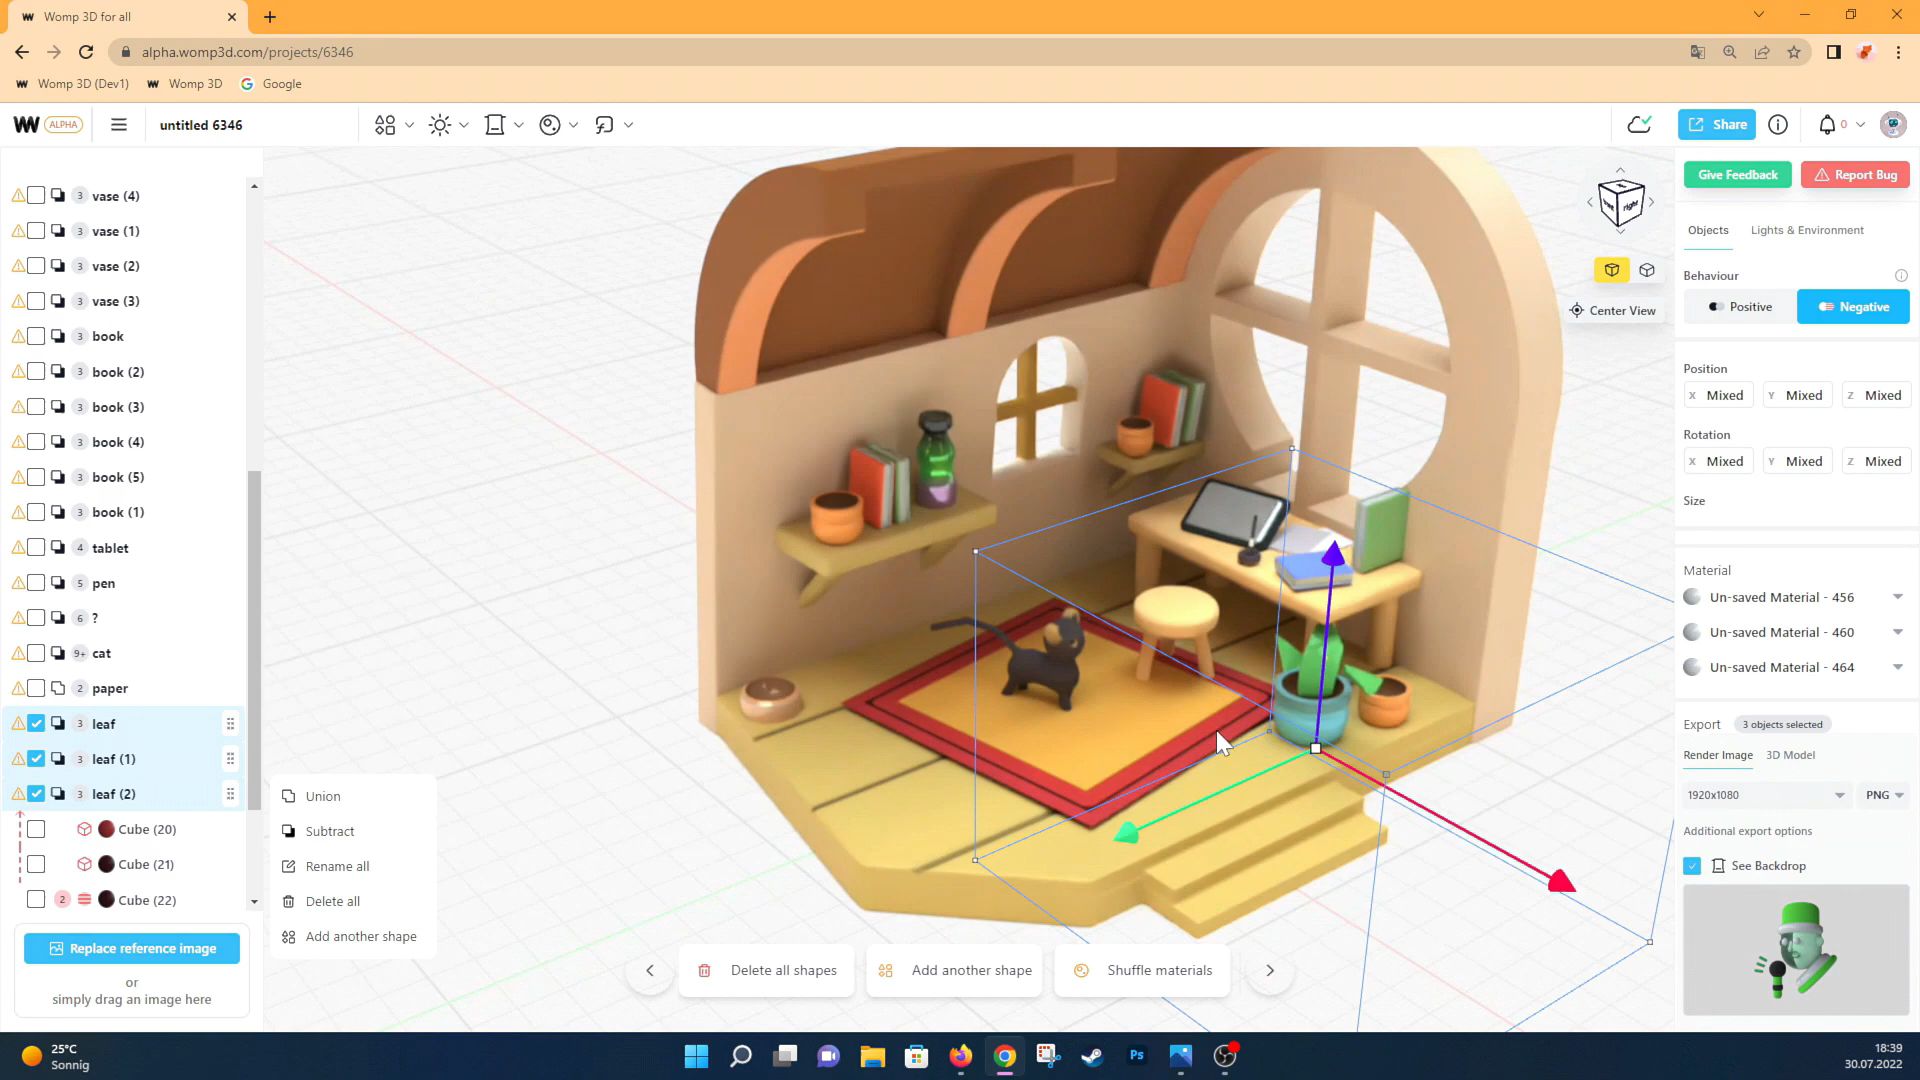 Womp 3D for all
alpha.womp3d.com/projects/6346
Womp 3D (Dev1)
Womp 3D
Google
ALPHA
untitled 6346
Share
0
3 vase (4)
3 vase (1)
3 vase (2)
3 vase (3)
3 book
3 book (2)
3 book (3)
3 book (4)
3 book (5)
3 book (1)
4 tablet
5 pen
6 ?
9+ cat
2 paper
3 leaf
3 leaf (1)
3 leaf (2)
Cube (20)
Cube (21)
2 Cube (22)
Replace reference image
or
simply drag an image here
Union
Subtract
Rename all
Delete all
Add another shape
Delete all shapes
Add another shape
Shuffle materials
right
Center View
Give Feedback
Report Bug
Objects
Lights & Environment
Behaviour
Positive
Negative
Position
X Mixed
Y Mixed
Z Mixed
Rotation
X Mixed
Y Mixed
Z Mixed
Size
Material
Un-saved Material - 456
Un-saved Material - 460
Un-saved Material - 464
Export
3 objects selected
Render Image
3D Model
1920x1080
PNG
Additional export options
See Backdrop
25°C
Sonnig
Ps
18:39
30.07.2022